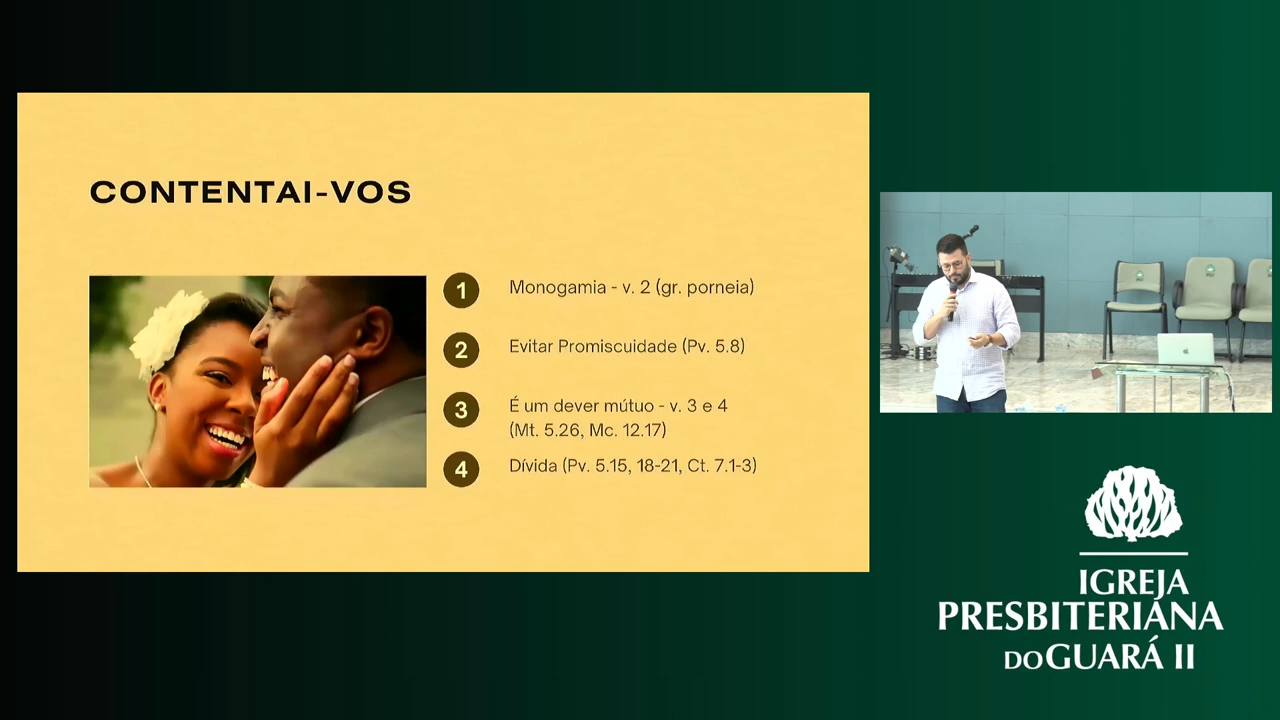 CONTENTAI-VOS
1 Monogamia - v. 2 (gr. porneia)
2 Evitar Promiscuidade (Pv. 5.8)
3 É um dever mútuo - v. 3 e 4
(Mt. 5.26, Mc. 12.17)
4 Dívida (Pv. 5.15, 18-21, Ct. 7.1-3)
IGREJA
PRESBITERIANA
DO GUARÁ II